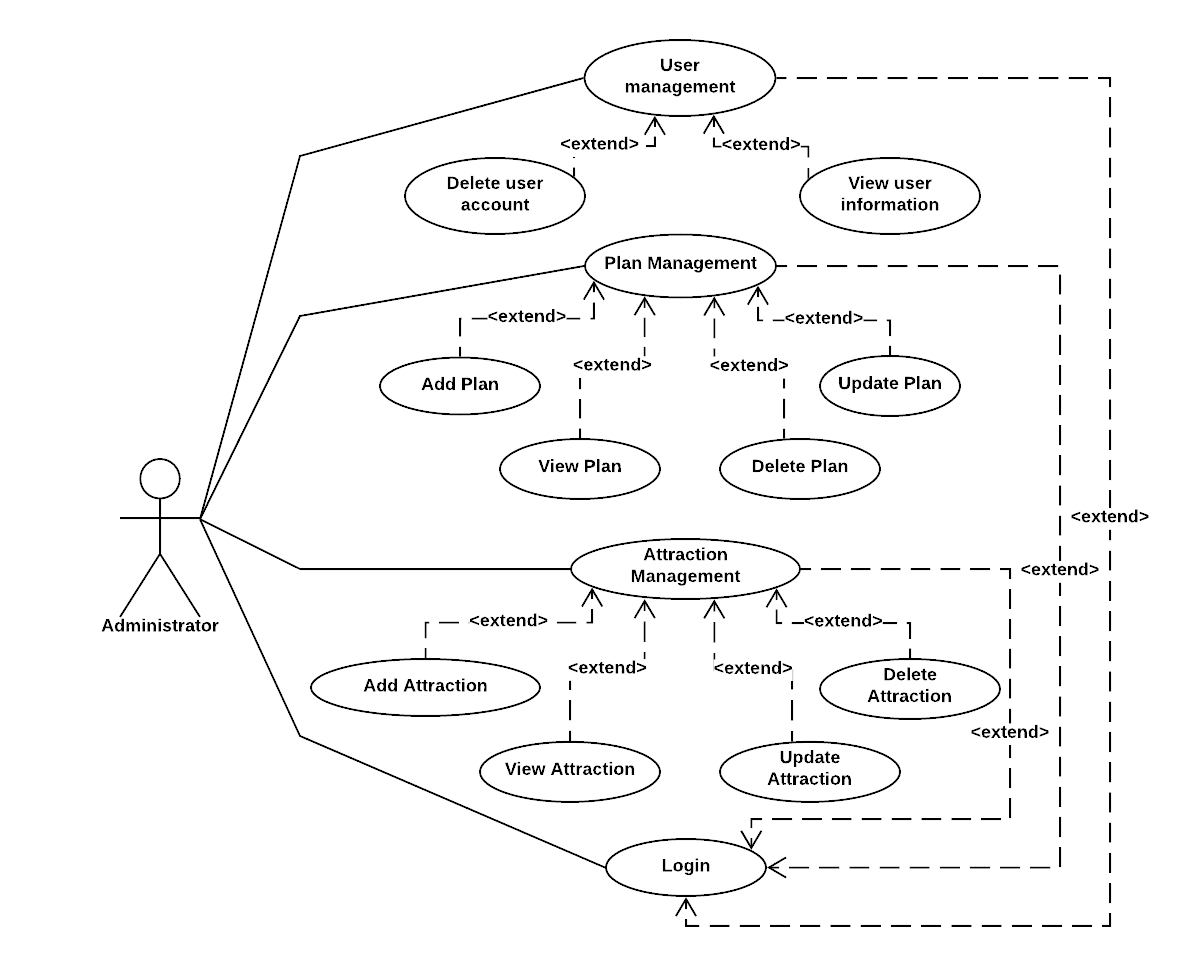 User
management
<extend>
<extend>
Delete user
account
View user
information
Plan Management
<extend>
<extend>
<extend>
<extend>
Add Plan
Update Plan
View Plan
Delete Plan
<extend>
Attraction
Management
<extend>
Administrator
<extend>
<extend>
<extend>
<extend>
Add Attraction
Delete
Attraction
<extend>
View Attraction
Update
Attraction
Login